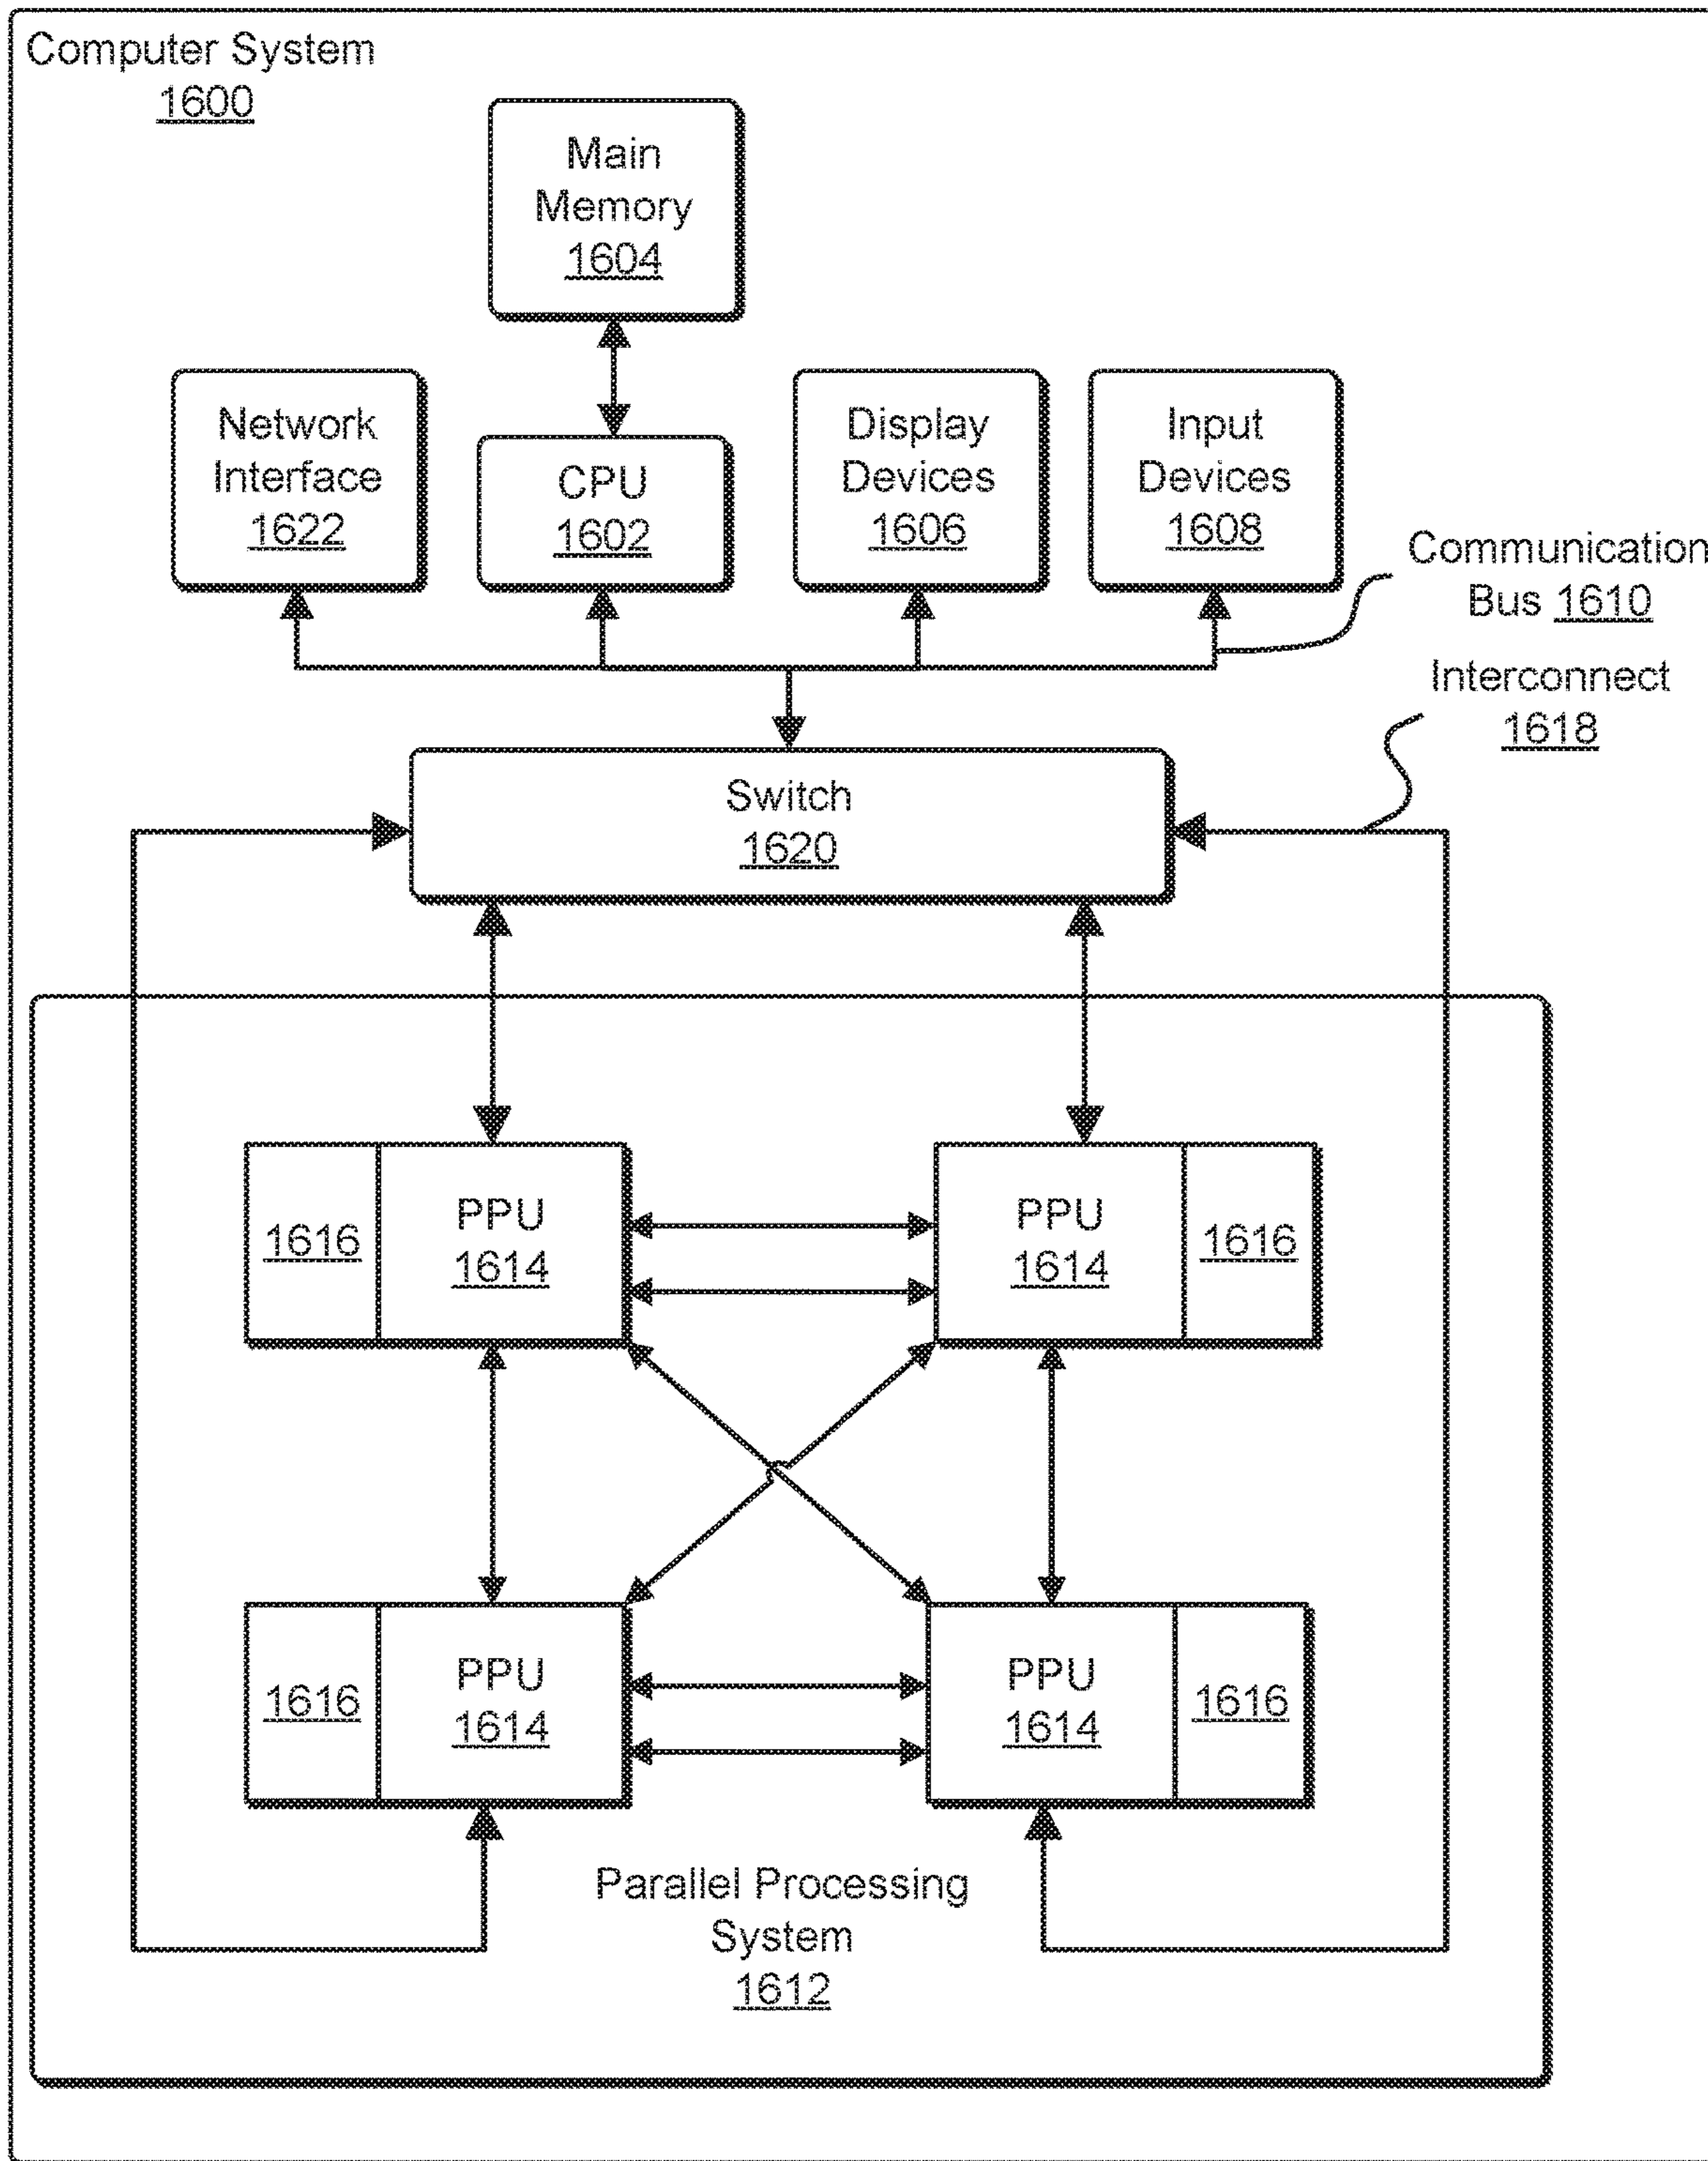 Computer System
1600
Main
Memory
1604
Network
Interface
1622
CPU
1602
Display
Devices
1606
Input
Devices
1608
Communication
Bus 1610
Interconnect
1618
Switch
1620
1616
PPU
1614
PPU
1614
1616
1616
PPU
1614
PPU
1614
1616
Parallel Processing
System
1612